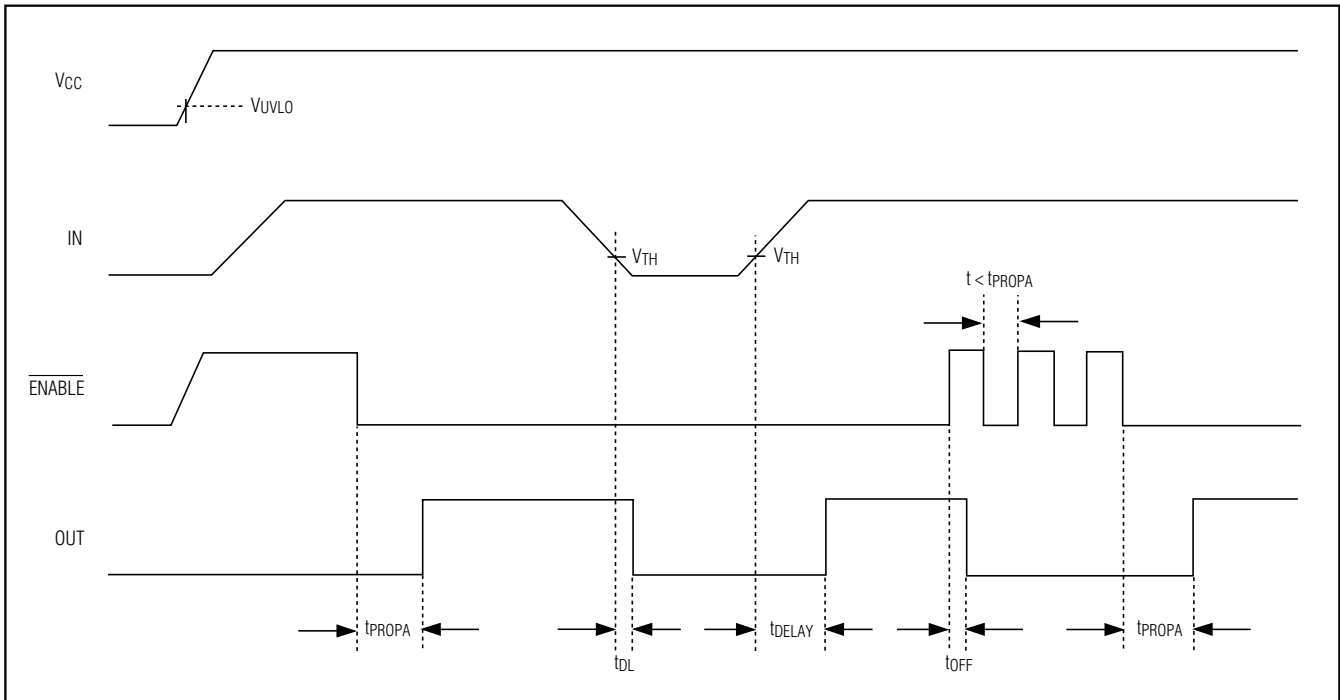 VCC
VUVLO
IN
VTH
VTH
t < tPROPA
ENABLE
OUT
tPROPA
tDL
tDELAY
tOFF
tPROPA